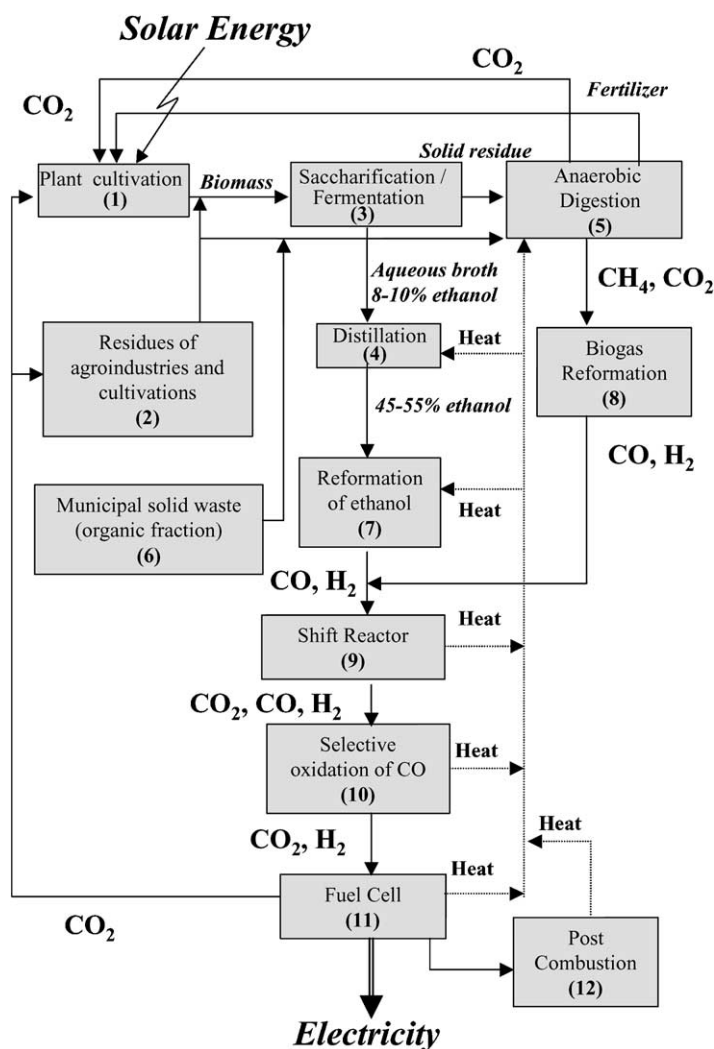 Solar Energy
CO2
CO2
Fertilizer
Solid residue
Plant cultivation
(1)
Biomass
Saccharification /
Fermentation
(3)
Anaerobic
Digestion
(5)
Aqueous broth
8-10% ethanol
CH4, CO2
Residues of
agroindustries and
cultivations
(2)
Distillation
(4)
Heat
Biogas
Reformation
(8)
45-55% ethanol
CO, H2
Municipal solid waste
(organic fraction)
(6)
Reformation
of ethanol
(7)
Heat
CO, H2
Shift Reactor
(9)
Heat
CO2, CO, H2
Selective
oxidation of CO
(10)
Heat
CO2, H2
Heat
Fuel Cell
(11)
Heat
CO2
Post
Combustion
(12)
Electricity